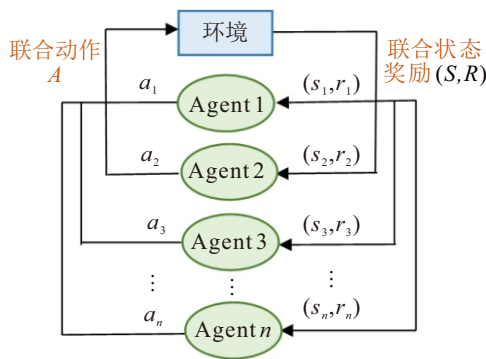 联合动作
A
环境
联合状态
奖励(S,R)
a₁
Agent 1
(s₁,r₁)
a₂
Agent 2
(s₂,r₂)
a₃
Agent 3
(s₃,r₃)
⋮ ⋮ ⋮
aₙ
Agent n
(sₙ,rₙ)